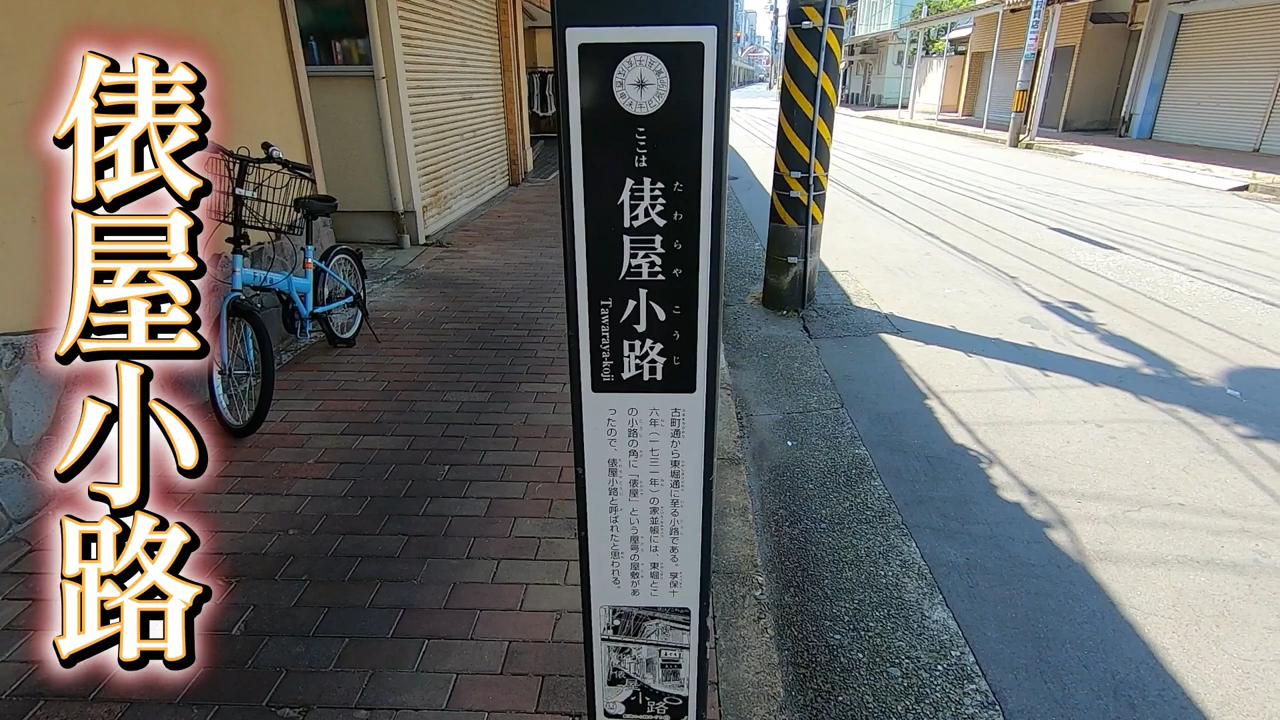 俵屋小路
ここは
俵屋小路
たわらや こうじ
Tawaraya-koji
古町通から東堀通に至る小路である。享保十
六年（一七三一年）の家並帳には、東堀とこ
の小路の角に「俵屋」という屋号の屋敷があ
ったので、俵屋小路と呼ばれたと思われる。
俵屋
小路